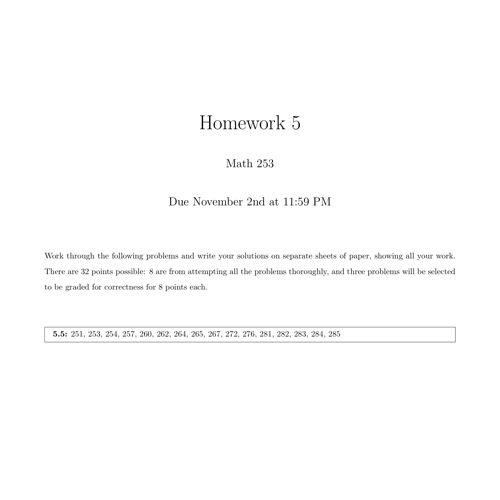 Homework 5
Math 253
Due November 2nd at 11:59 PM
Work through the following problems and write your solutions on separate sheets of paper, showing all your work.
There are 32 points possible: 8 are from attempting all the problems thoroughly, and three problems will be selected
to be graded for correctness for 8 points each.
5.5: 251, 253, 254, 257, 260, 262, 264, 265, 267, 272, 276, 281, 282, 283, 284, 285